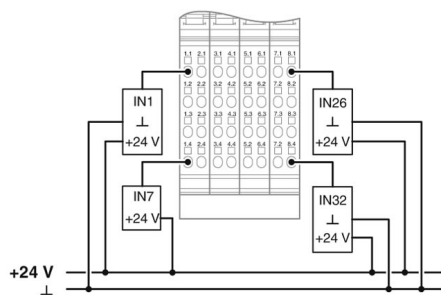 1.1 2.1 3.1 4.1 5.1 6.1 7.1 8.1
1.2 2.2 3.2 4.2 5.2 6.2 7.2 8.2
1.3 2.3 3.3 4.3 5.3 6.3 7.3 8.3
1.4 2.4 3.4 4.4 5.4 6.4 7.4 8.4
IN1
+24 V
IN7
+24 V
IN26
+24 V
IN32
+24 V
+24 V